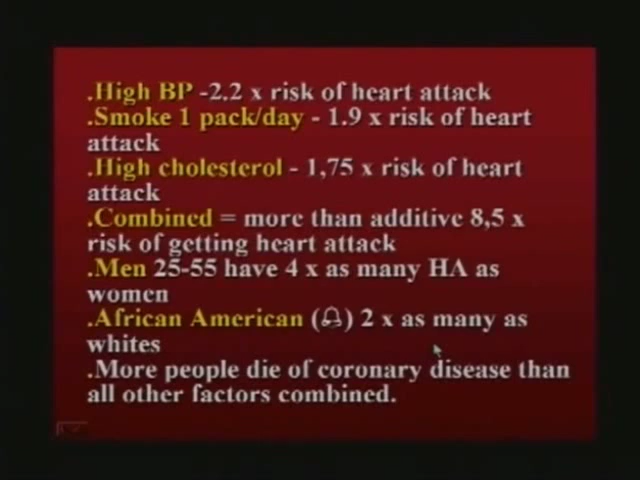 .High BP -2.2 x risk of heart attack
.Smoke 1 pack/day - 1.9 x risk of heart
attack
.High cholesterol - 1,75 x risk of heart
attack
.Combined = more than additive 8,5 x
risk of getting heart attack
.Men 25-55 have 4 x as many HA as
women
.African American (🔔) 2 x as many as
whites
.More people die of coronary disease than
all other factors combined.